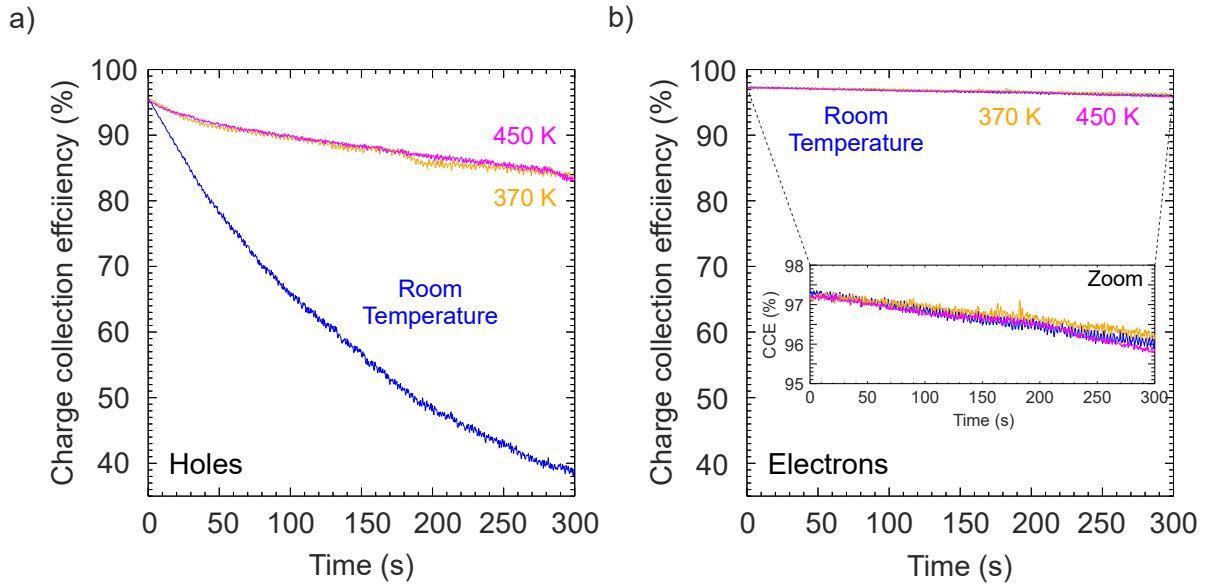 a)
Charge collection effciiency (%)
100
90
80
70
60
50
40
450 K
370 K
Room
Temperature
Holes
0
50
100
150
200
250
300
Time (s)
b)
Charge collection effciiency (%)
100
90
80
70
60
50
40
Room
Temperature
370 K
450 K
Zoom
CCE (%)
98
97
96
95
0
50
100
150
200
250
300
Time (s)
Electrons
0
50
100
150
200
250
300
Time (s)